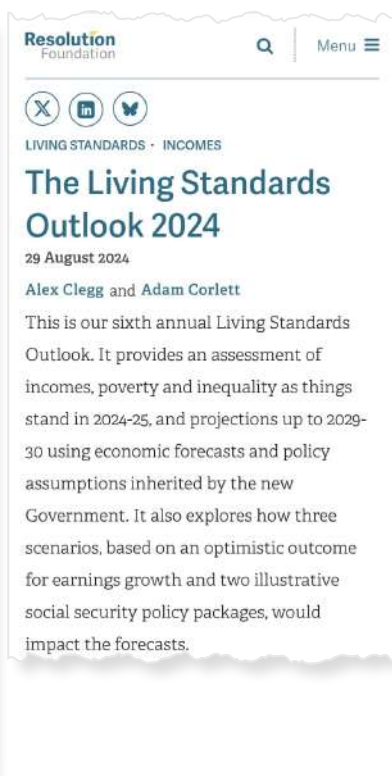 Resolution
Foundation
Menu
LIVING STANDARDS · INCOMES
The Living Standards
Outlook 2024
29 August 2024
Alex Clegg and Adam Corlett
This is our sixth annual Living Standards
Outlook. It provides an assessment of
incomes, poverty and inequality as things
stand in 2024-25, and projections up to 2029-
30 using economic forecasts and policy
assumptions inherited by the new
Government. It also explores how three
scenarios, based on an optimistic outcome
for earnings growth and two illustrative
social security policy packages, would
impact the forecasts.